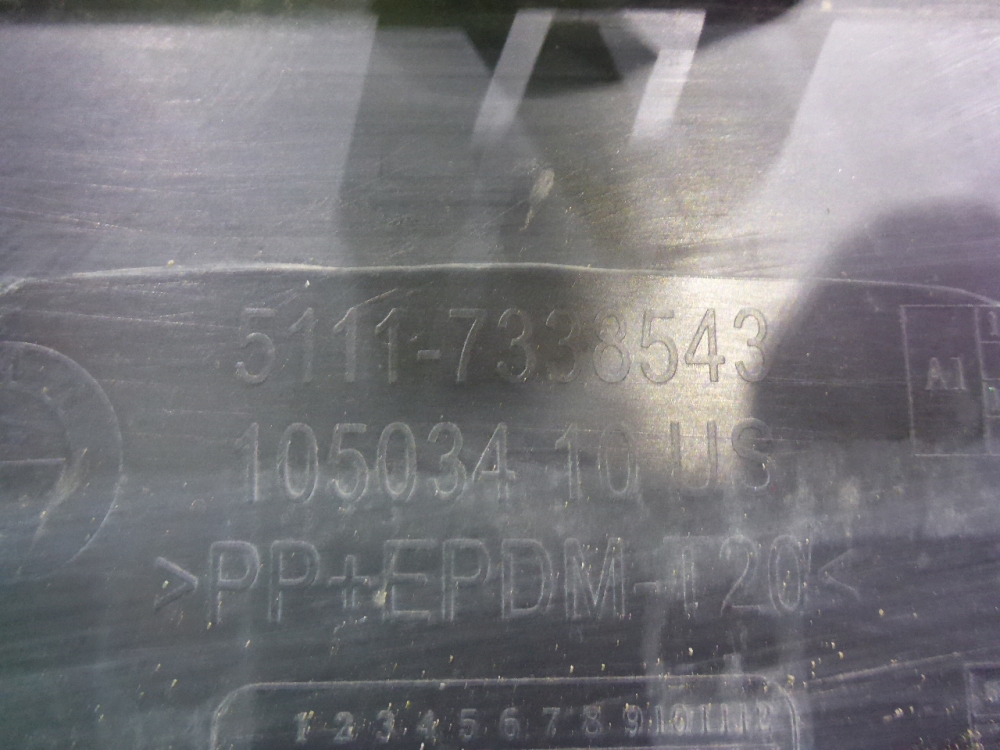 5111-7338543
A1
105034 10 US
>PP+EPDM-T20<
1 2 3 4 5 6 7 8 9 10 11 12